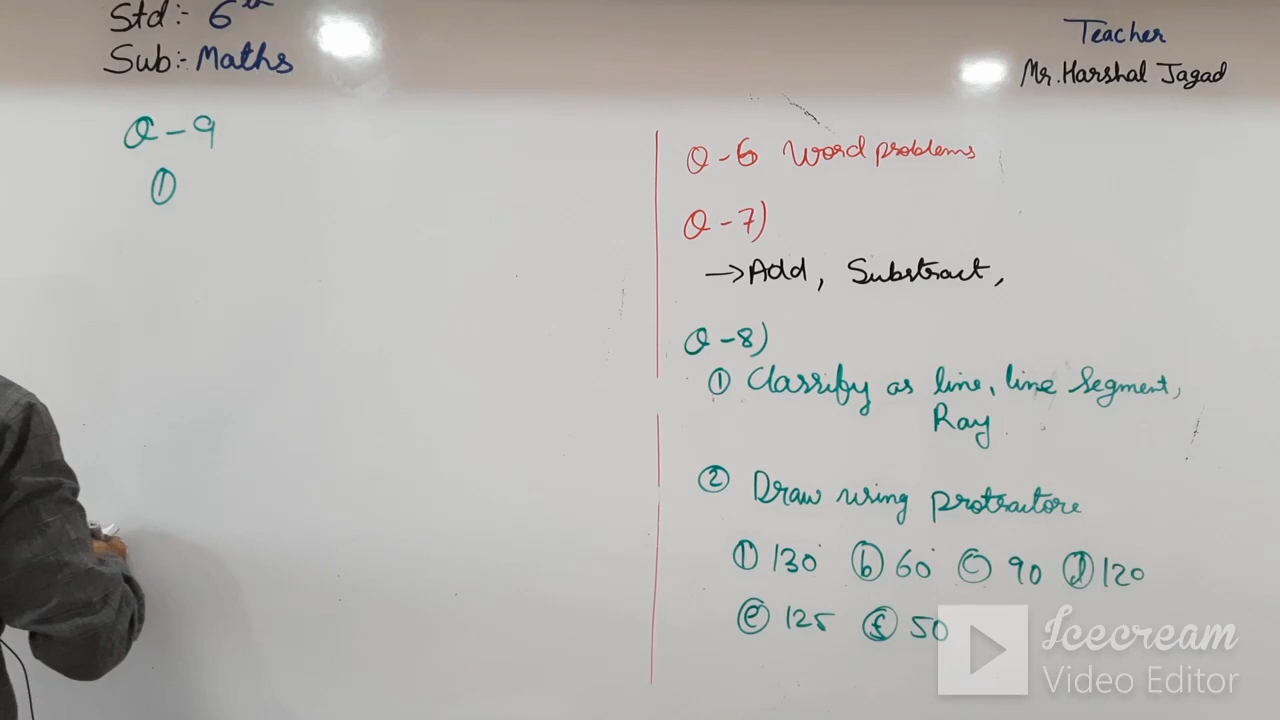 Std:- 6th
Sub:- Maths
Teacher
Mr. Harshal Jagad
Q-9
①
Q-6 Word problems
Q-7)
→ Add, Substract,
Q-8)
① Classify as line, line segment,
Ray
② Draw using protractore
① 130° ⓑ 60° ⓒ 90 ⓓ 120
ⓔ 125 ⓕ 50
Icecream
Video Editor